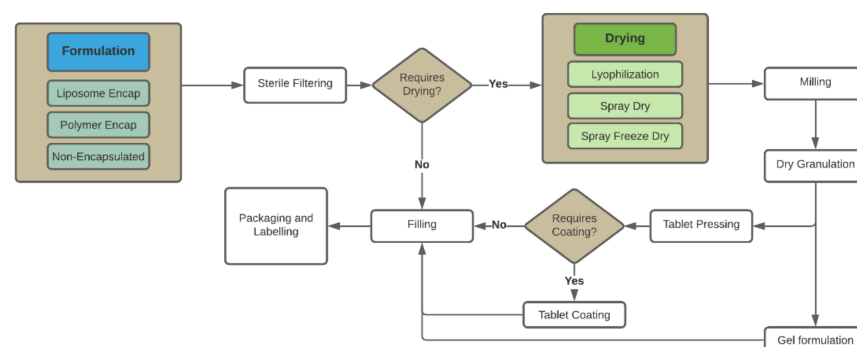 Formulation
Liposome Encap
Polymer Encap
Non-Encapsulated
Sterile Filtering
Requires
Drying?
Yes
No
Drying
Lyophilization
Spray Dry
Spray Freeze Dry
Milling
Dry Granulation
Tablet Pressing
Requires
Coating?
No
Yes
Tablet Coating
Filling
Packaging and
Labelling
Gel formulation